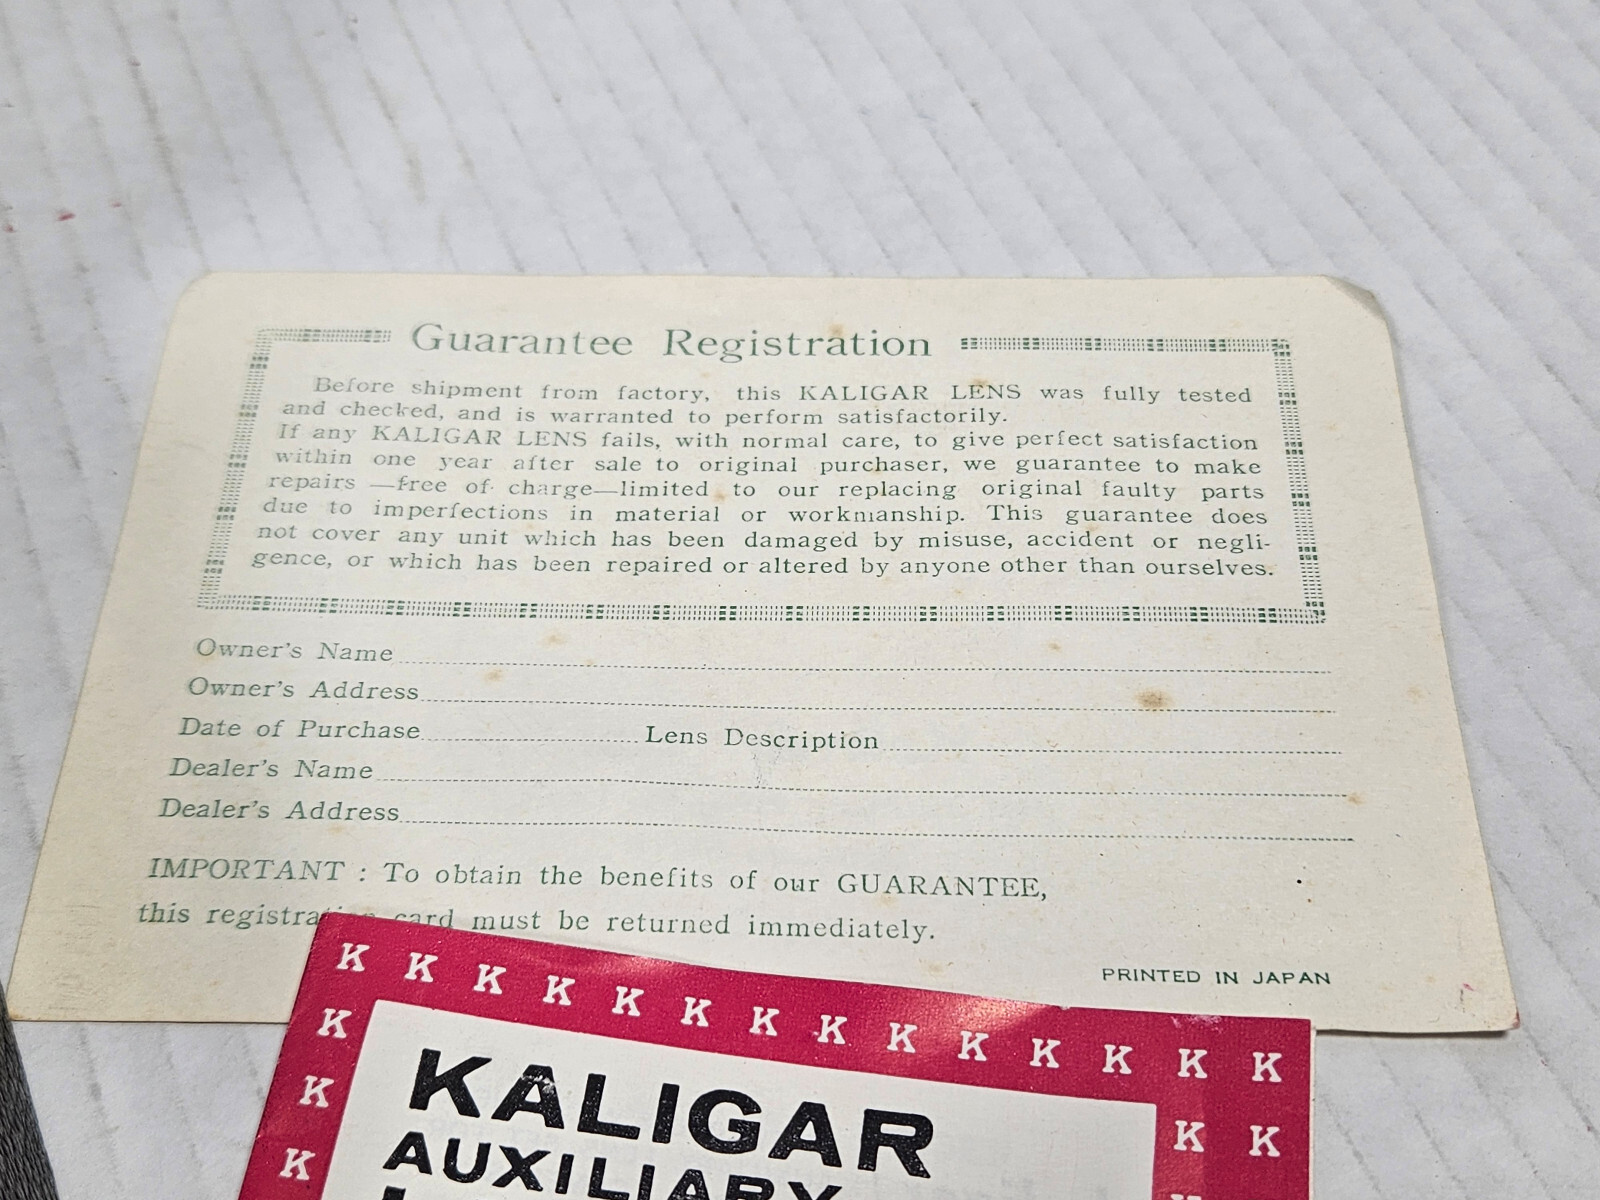 Guarantee Registration
Before shipment from factory, this KALIGAR LENS was fully tested
and checked, and is warranted to perform satisfactorily.
If any KALIGAR LENS fails, with normal care, to give perfect satisfaction
within one year after sale to original purchaser, we guarantee to make
repairs —free of charge—limited to our replacing original faulty parts
due to imperfections in material or workmanship. This guarantee does
not cover any unit which has been damaged by misuse, accident or negli-
gence, or which has been repaired or altered by anyone other than ourselves.
Owner's Name
Owner's Address
Date of Purchase Lens Description
Dealer's Name
Dealer's Address
IMPORTANT : To obtain the benefits of our GUARANTEE,
this registration card must be returned immediately.
PRINTED IN JAPAN
K K K K K K K K K K K K K K
K
K
K
K K
KALIGAR
AUXILIARY